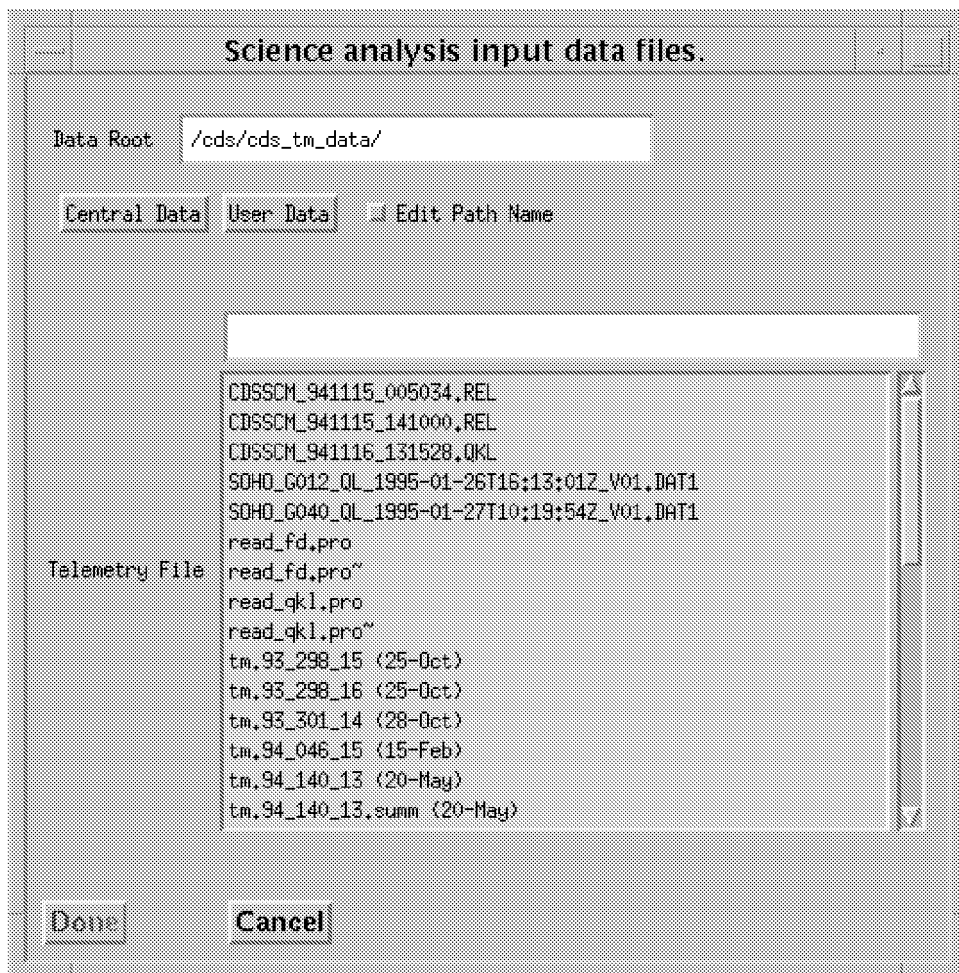 Science analysis input data files.
Data Root /cds/cds_tm_data/
Central Data User Data Edit Path Name
CDSSCM_941115_005034.REL
CDSSCM_941115_141000.REL
CDSSCM_941116_131528.QKL
SOHO_G012_QL_1995-01-26T16:13:01Z_V01.DAT1
SOHO_G040_QL_1995-01-27T10:19:54Z_V01.DAT1
read_fd.pro
Telemetry File read_fd.pro~
read_qkl.pro
read_qkl.pro~
tm.93_298_15 (25-Oct)
tm.93_298_16 (25-Oct)
tm.93_301_14 (28-Oct)
tm.94_046_15 (15-Feb)
tm.94_140_13 (20-May)
tm.94_140_13.summ (20-May)
Done Cancel